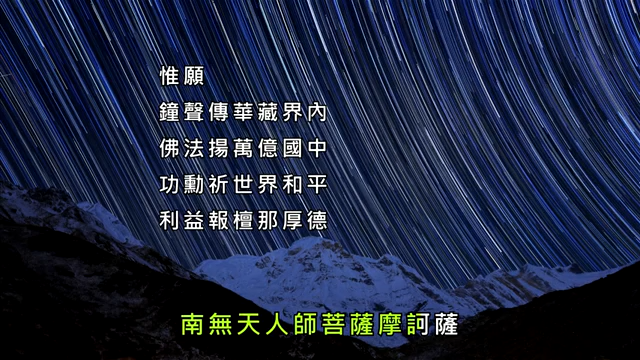 惟願
鐘聲傳華藏界內
佛法揚萬億國中
功勳祈世界和平
利益報檀那厚德
南無天人師菩薩摩訶薩